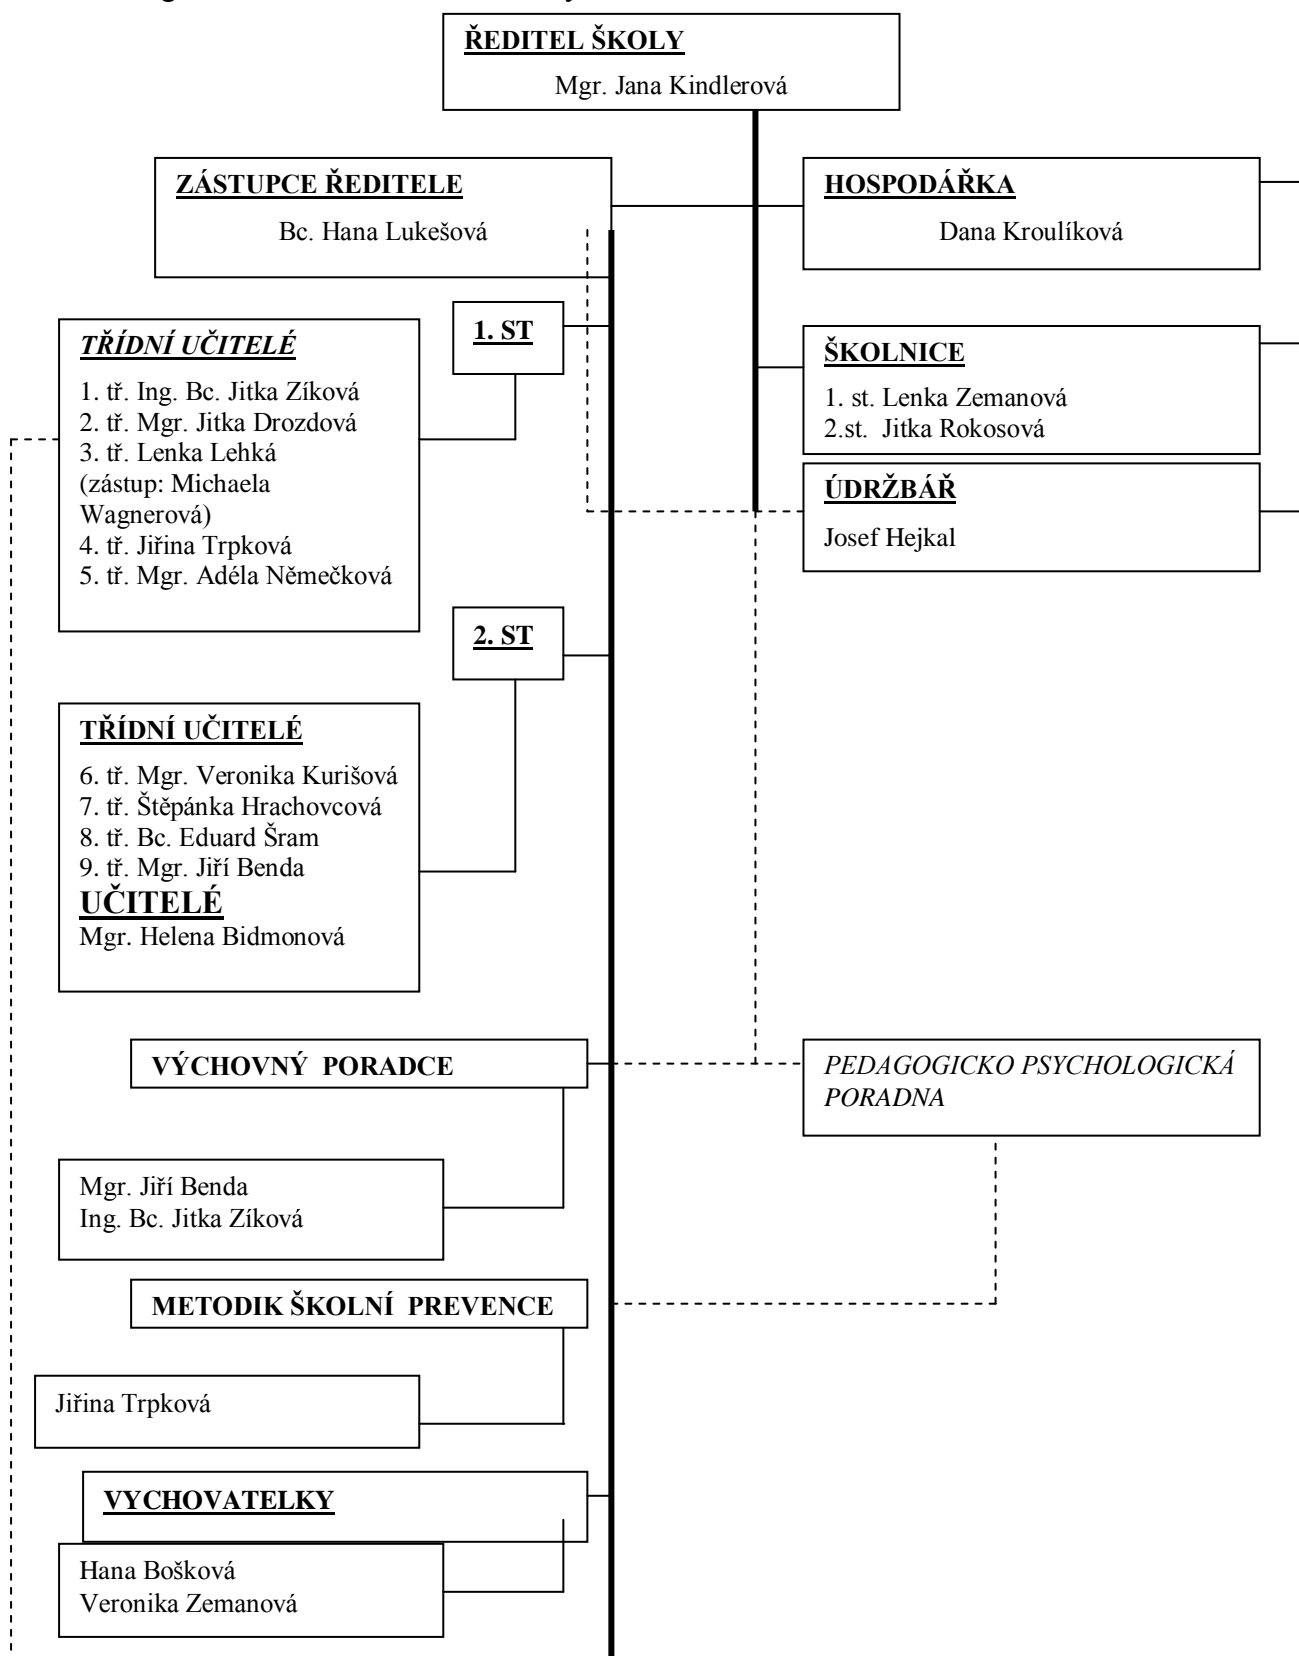 ŘEDITEL ŠKOLY
Mgr. Jana Kindlerová
ZÁSTUPCE ŘEDITELE
Bc. Hana Lukešová
HOSPODÁŘKA
Dana Kroulíková
1. ST
TŘÍDNÍ UČITELÉ
1. tř. Ing. Bc. Jitka Zíková
2. tř. Mgr. Jitka Drozdová
3. tř. Lenka Lehká
(zástup: Michaela
Wagnerová)
4. tř. Jiřina Trpková
5. tř. Mgr. Adéla Němečková
ŠKOLNICE
1. st. Lenka Zemanová
2.st. Jitka Rokosová
ÚDRŽBÁŘ
Josef Hejkal
2. ST
TŘÍDNÍ UČITELÉ
6. tř. Mgr. Veronika Kurišová
7. tř. Štěpánka Hrachovcová
8. tř. Bc. Eduard Šram
9. tř. Mgr. Jiří Benda
UČITELÉ
Mgr. Helena Bidmonová
VÝCHOVNÝ PORADCE
PEDAGOGICKO PSYCHOLOGICKÁ
PORADNA
Mgr. Jiří Benda
Ing. Bc. Jitka Zíková
METODIK ŠKOLNÍ PREVENCE
Jiřina Trpková
VYCHOVATELKY
Hana Bošková
Veronika Zemanová